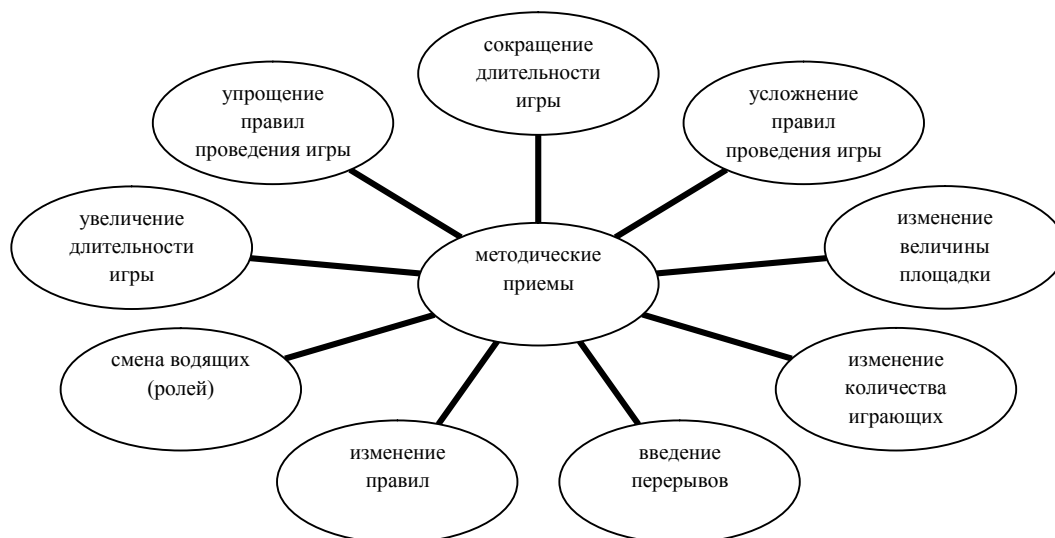 сокращение
длительности
игры
упрощение
правил
проведения игры
усложнение
правил
проведения игры
увеличение
длительности
игры
методические
приемы
изменение
величины
площадки
смена водящих
(ролей)
изменение
количества
играющих
изменение
правил
введение
перерывов